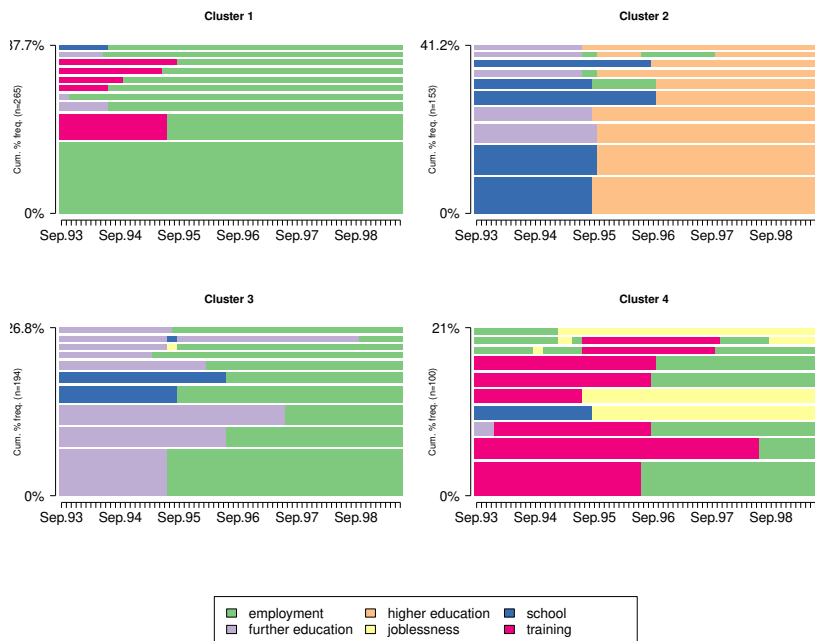 Cluster 1
37.7%
Cum. % freq. (n=265)
0%
Sep.93 Sep.94 Sep.95 Sep.96 Sep.97 Sep.98
Cluster 2
41.2%
Cum. % freq. (n=153)
0%
Sep.93 Sep.94 Sep.95 Sep.96 Sep.97 Sep.98
Cluster 3
26.8%
Cum. % freq. (n=194)
0%
Sep.93 Sep.94 Sep.95 Sep.96 Sep.97 Sep.98
Cluster 4
21%
Cum. % freq. (n=100)
0%
Sep.93 Sep.94 Sep.95 Sep.96 Sep.97 Sep.98
employment higher education school
further education joblessness training